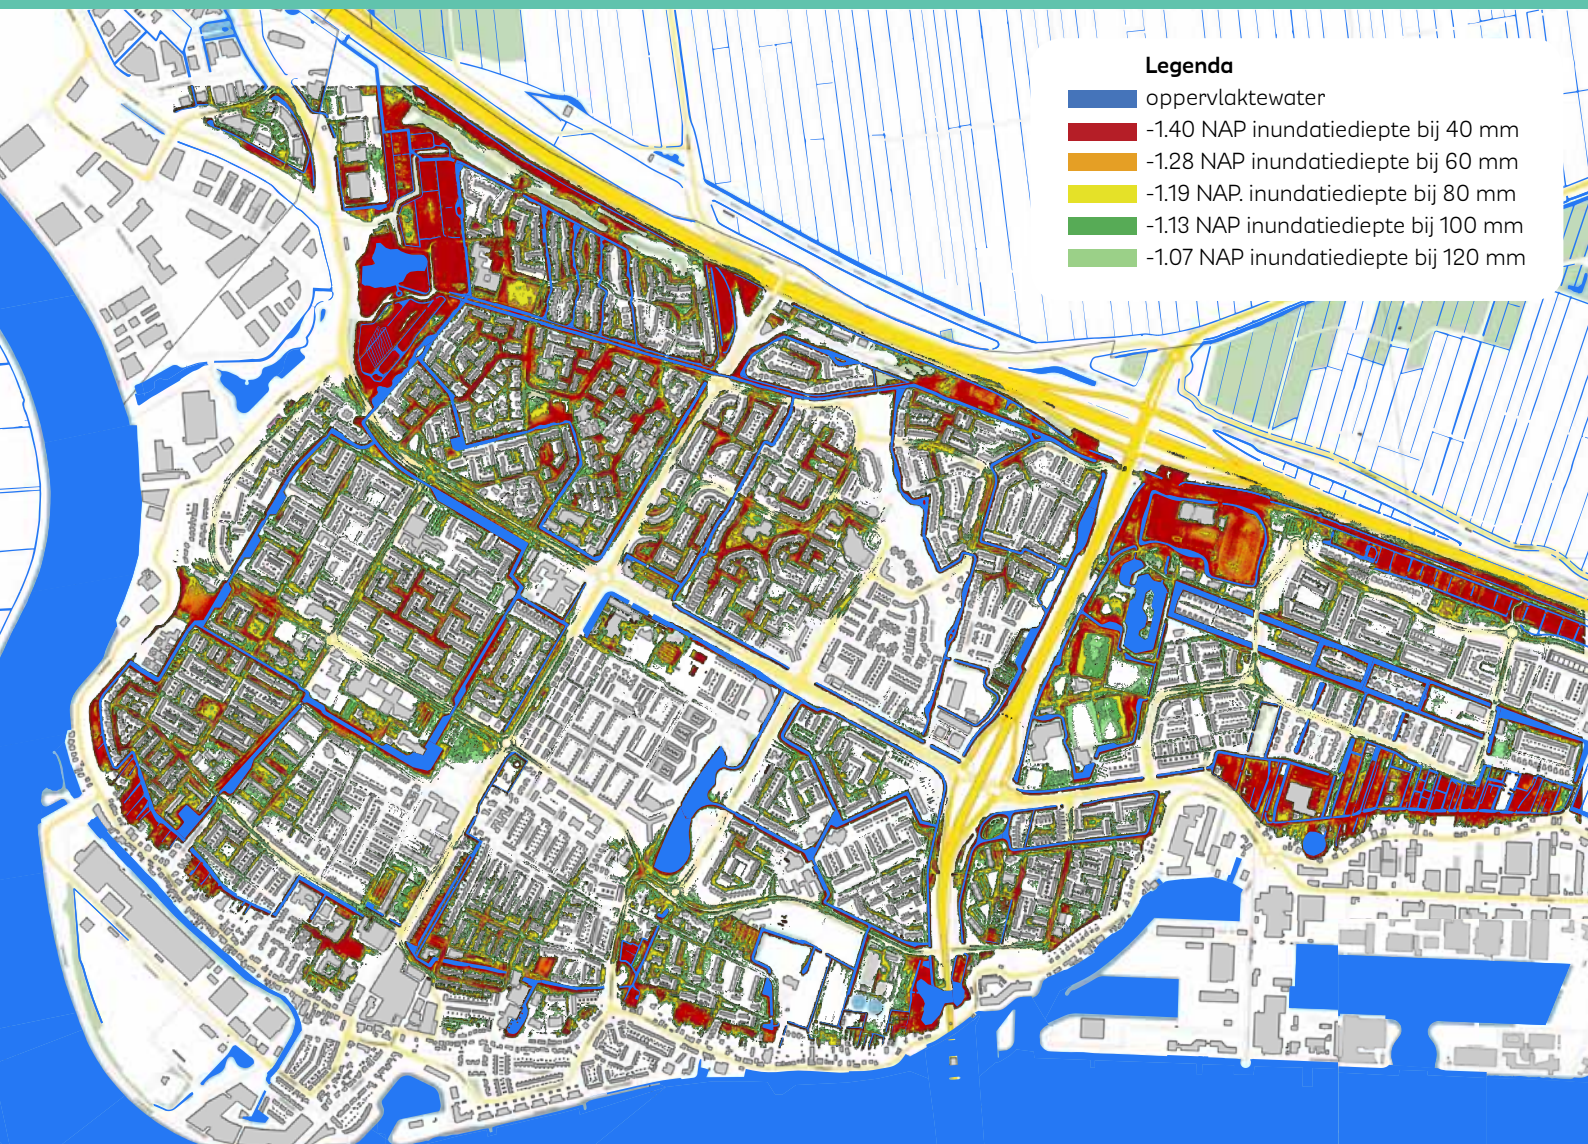 Legenda
oppervlaktewater
-1.40 NAP inundatiediepte bij 40 mm
-1.28 NAP inundatiediepte bij 60 mm
-1.19 NAP. inundatiediepte bij 80 mm
-1.13 NAP inundatiediepte bij 100 mm
-1.07 NAP inundatiediepte bij 120 mm